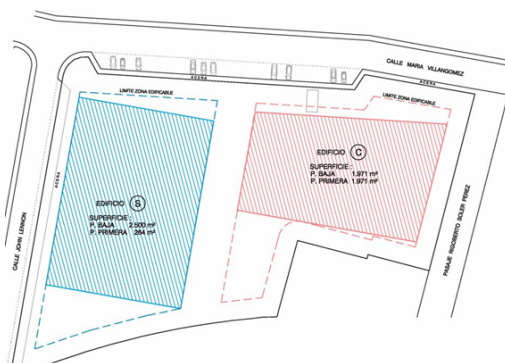 CALLE MARIA VILLANGOMEZ
ACERA
ACERA
LIMITE ZONA EDIFICABLE
LIMITE ZONA EDIFICABLE
EDIFICIO C
SUPERFICIE :
P. BAJA 1.971 m²
P. PRIMERA 1.971 m²
ACERA
EDIFICIO S
SUPERFICIE :
P. BAJA 2.500 m²
P. PRIMERA 264 m²
CALLE JOHN LENNON
PASAJE RIGOBERTO SOLER PEREZ